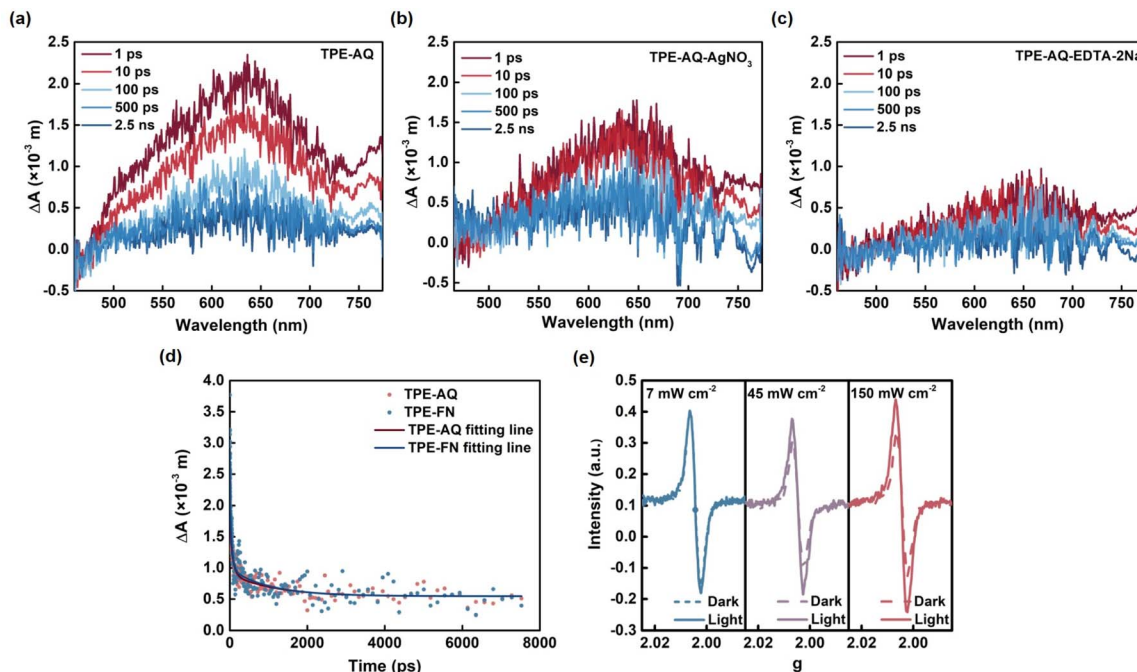 (a)
TPE-AQ
1 ps
10 ps
100 ps
500 ps
2.5 ns
2.5
2.0
1.5
1.0
0.5
0.0
-0.5
ΔA (×10⁻³ m)
500 550 600 650 700 750
Wavelength (nm)
(b)
TPE-AQ-AgNO₃
1 ps
10 ps
100 ps
500 ps
2.5 ns
2.5
2.0
1.5
1.0
0.5
0.0
-0.5
ΔA (×10⁻³ m)
500 550 600 650 700 750
Wavelength (nm)
(c)
TPE-AQ-EDTA-2Na
1 ps
10 ps
100 ps
500 ps
2.5 ns
2.5
2.0
1.5
1.0
0.5
0.0
-0.5
ΔA (×10⁻³ m)
500 550 600 650 700 750
Wavelength (nm)
(d)
TPE-AQ
TPE-FN
TPE-AQ fitting line
TPE-FN fitting line
4.0
3.5
3.0
2.5
2.0
1.5
1.0
0.5
0.0
ΔA (×10⁻³ m)
0 2000 4000 6000 8000
Time (ps)
(e)
7 mW cm⁻² 45 mW cm⁻² 150 mW cm⁻²
0.5
0.4
0.3
0.2
0.1
0.0
-0.1
-0.2
-0.3
Intensity (a.u.)
Dark Dark Dark
Light Light Light
2.02 2.00 2.02 2.00 2.02 2.00
g